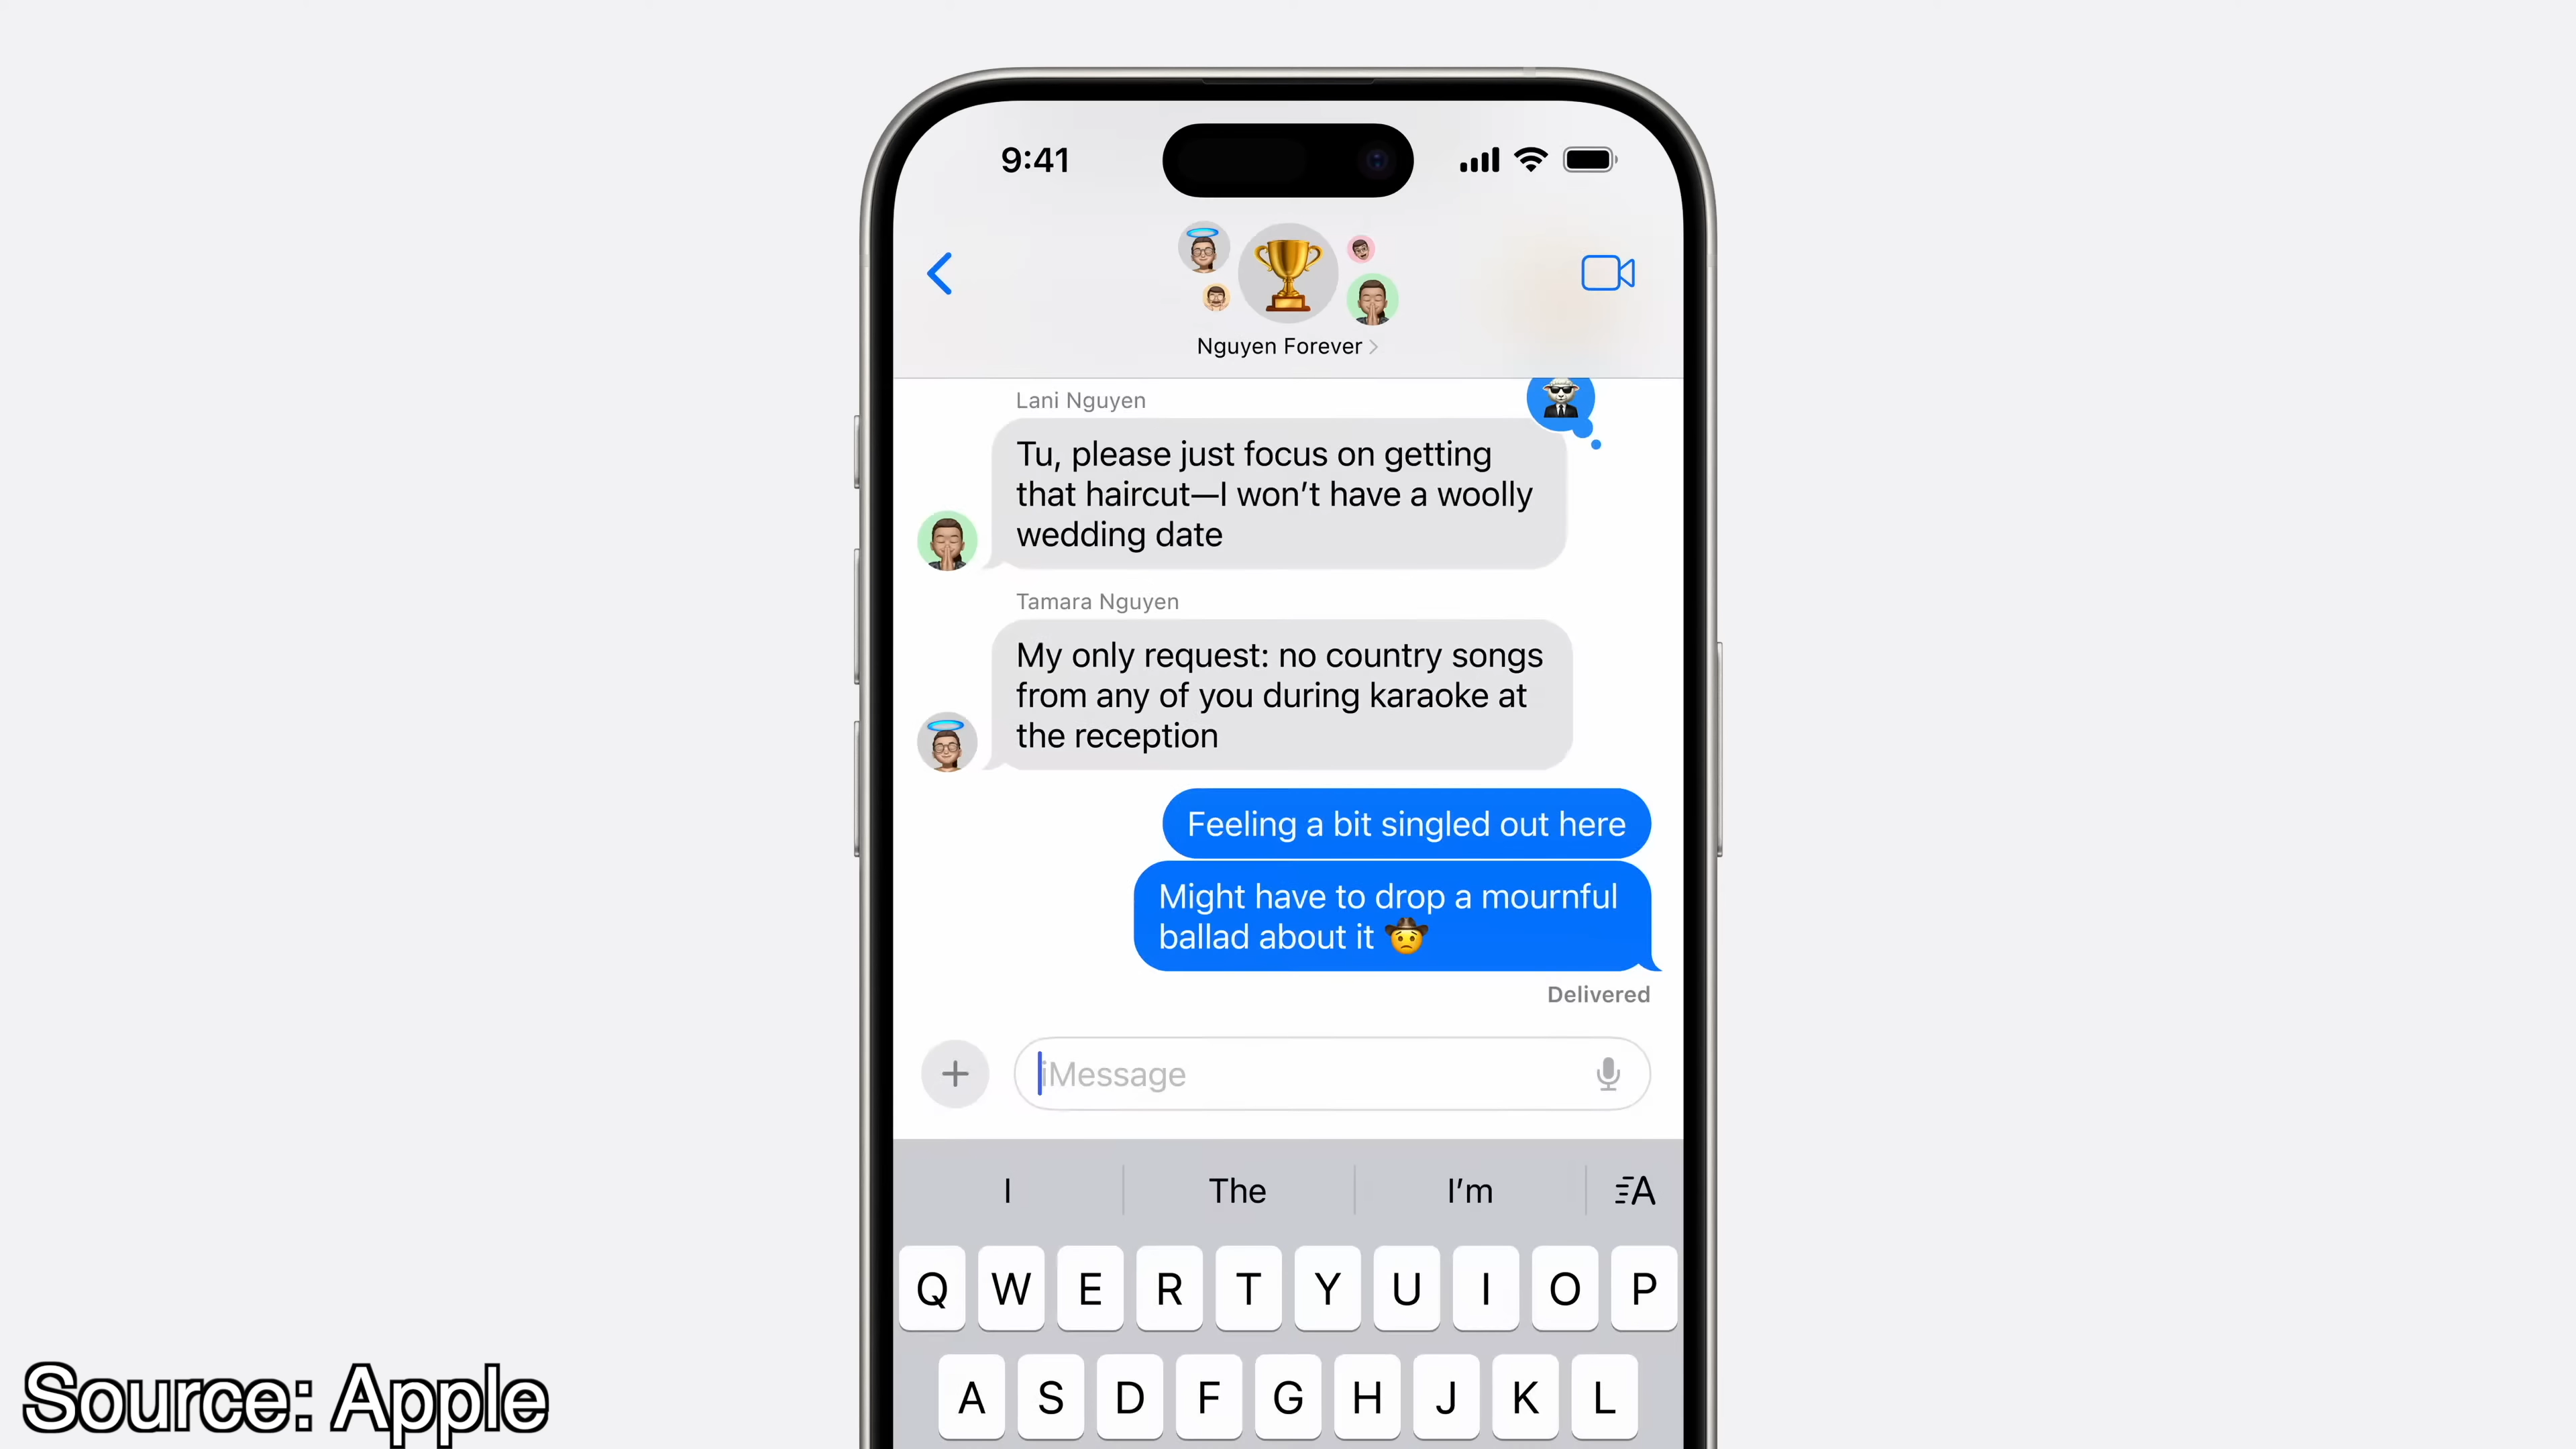 9:41
Nguyen Forever
Lani Nguyen
Tu, please just focus on getting
that haircut—I won’t have a woolly
wedding date
Tamara Nguyen
My only request: no country songs
from any of you during karaoke at
the reception
Feeling a bit singled out here
Might have to drop a mournful
ballad about it
Delivered
iMessage
I The I’m A
Q W E R T Y U I O P
A S D F G H J K L
Source: Apple